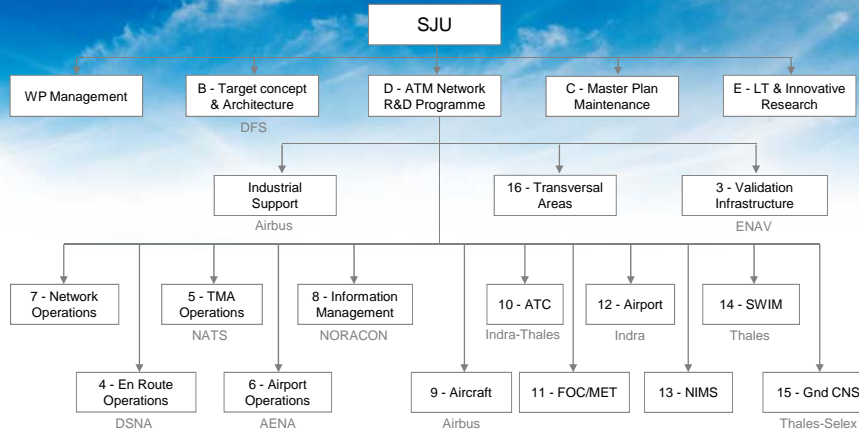 SJU
WP Management
B - Target concept
& Architecture
DFS
D - ATM Network
R&D Programme
C - Master Plan
Maintenance
E - LT & Innovative
Research
Industrial
Support
Airbus
16 - Transversal
Areas
3 - Validation
Infrastructure
ENAV
7 - Network
Operations
5 - TMA
Operations
NATS
8 - Information
Management
NORACON
10 - ATC
Indra-Thales
12 - Airport
Indra
14 - SWIM
Thales
4 - En Route
Operations
DSNA
6 - Airport
Operations
AENA
9 - Aircraft
Airbus
11 - FOC/MET
13 - NIMS
15 - Gnd CNS
Thales-Selex